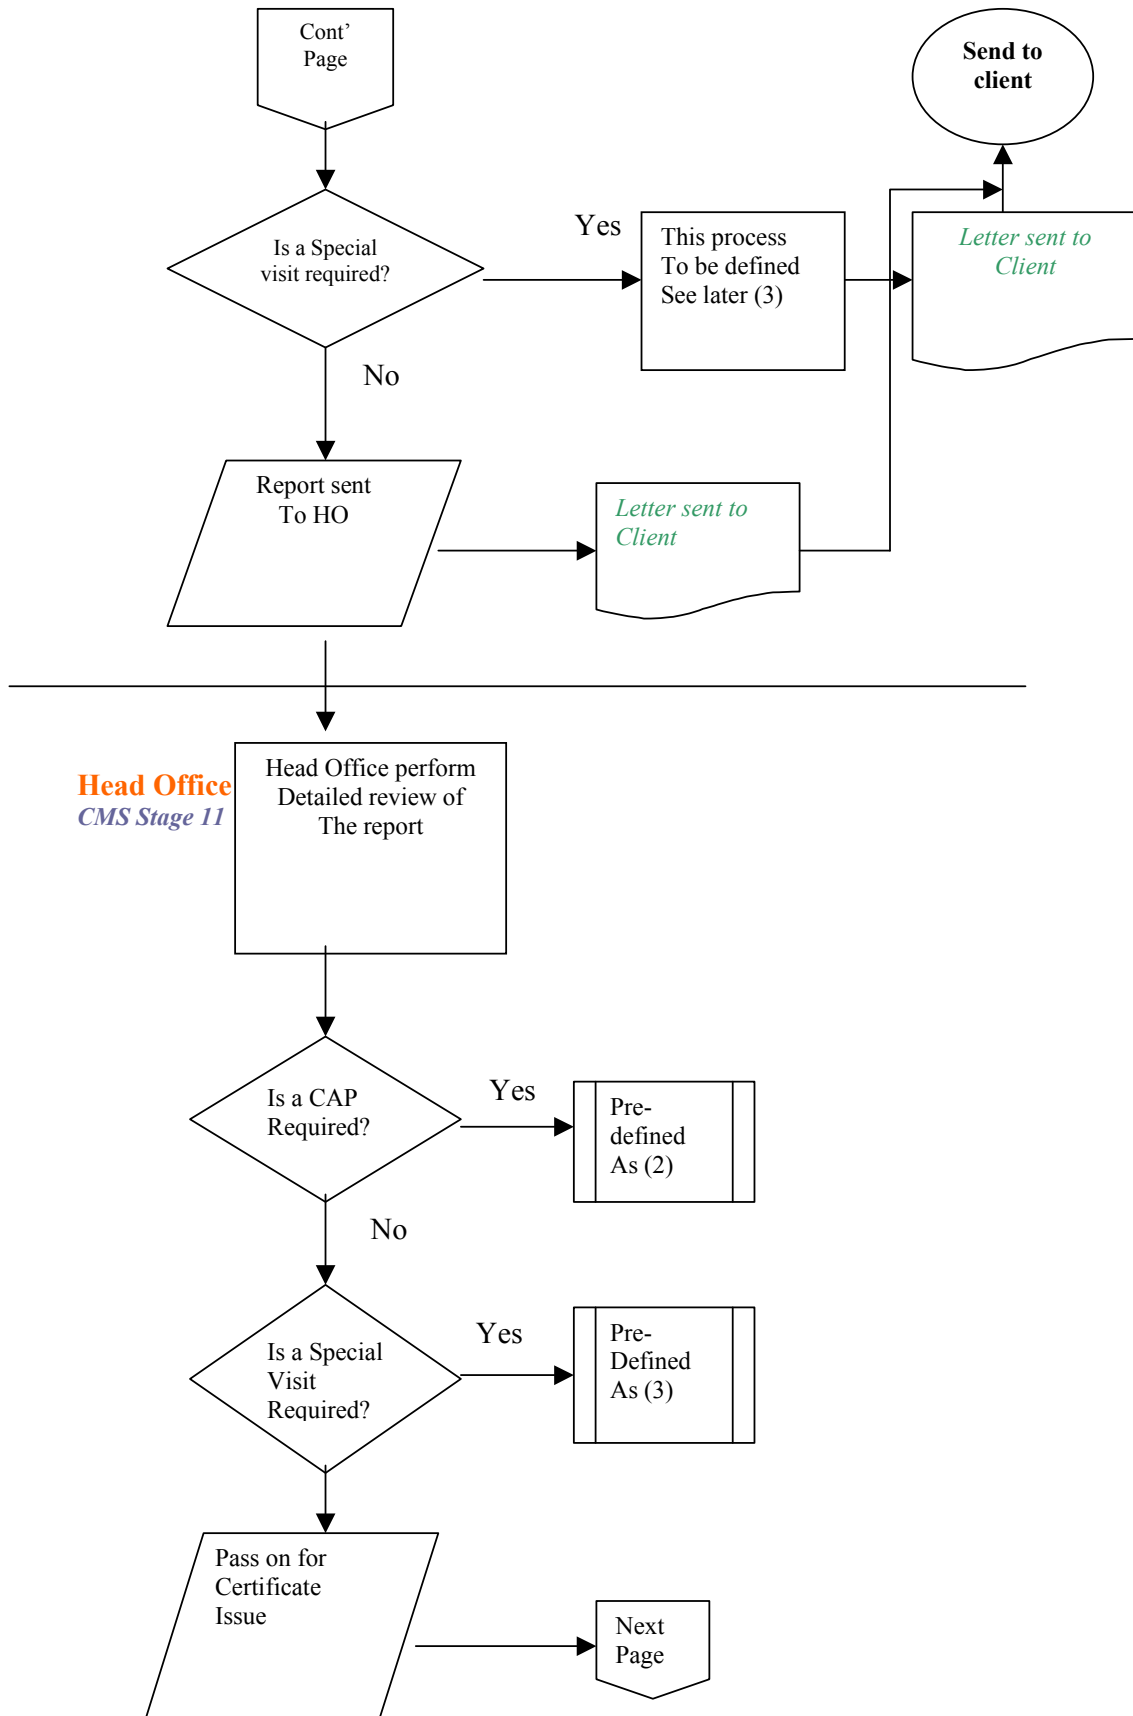 Cont'
Page
Send to
client
Is a Special
visit required?
Yes
This process
To be defined
See later (3)
Letter sent to
Client
No
Report sent
To HO
Letter sent to
Client
Head Office
CMS Stage 11
Head Office perform
Detailed review of
The report
Is a CAP
Required?
Yes
Pre-
defined
As (2)
No
Is a Special
Visit
Required?
Yes
Pre-
Defined
As (3)
Pass on for
Certificate
Issue
Next
Page